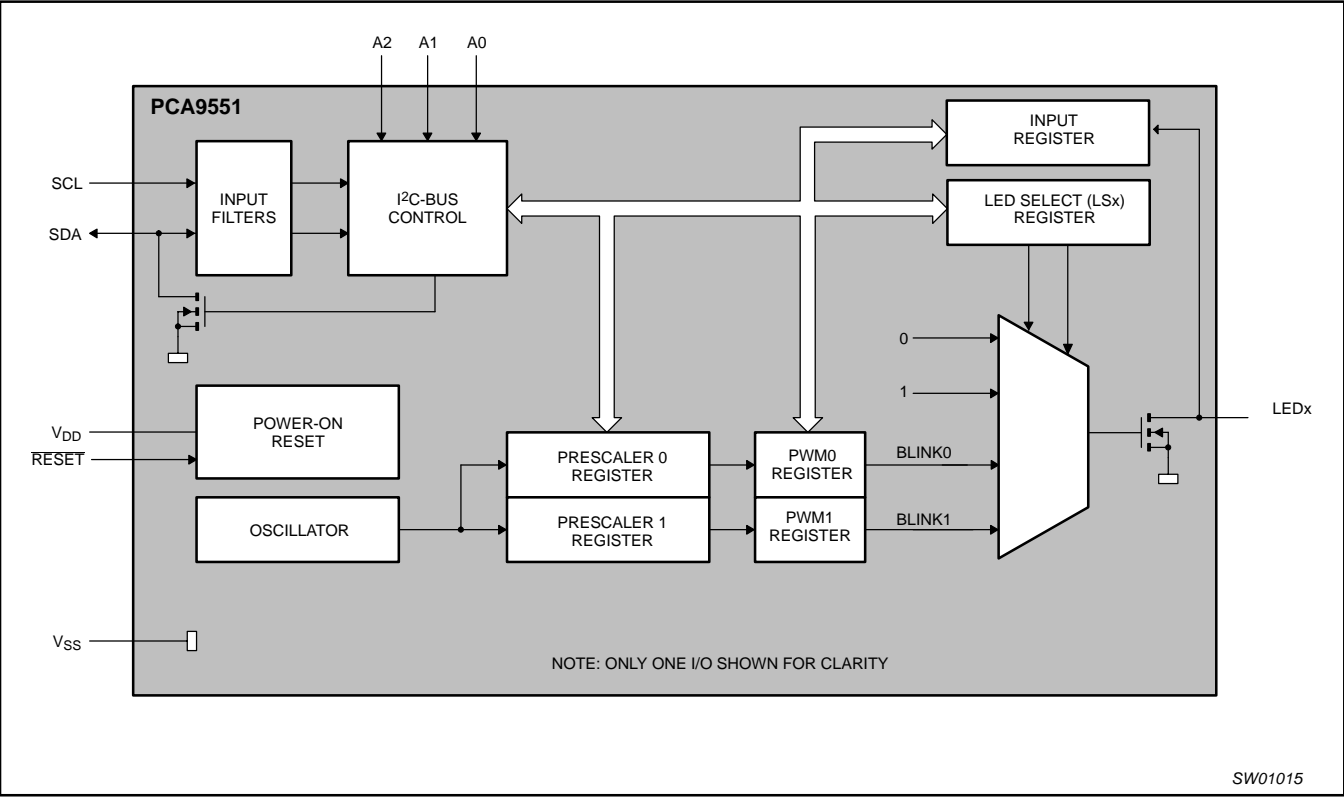 A2 A1 A0
PCA9551
INPUT
REGISTER
SCL
INPUT
FILTERS
I²C-BUS
CONTROL
LED SELECT (LSx)
REGISTER
SDA
0
1
LEDx
VDD
RESET
POWER-ON
RESET
PRESCALER 0
REGISTER
PWM0
REGISTER
BLINK0
OSCILLATOR
PRESCALER 1
REGISTER
PWM1
REGISTER
BLINK1
VSS
NOTE: ONLY ONE I/O SHOWN FOR CLARITY
SW01015